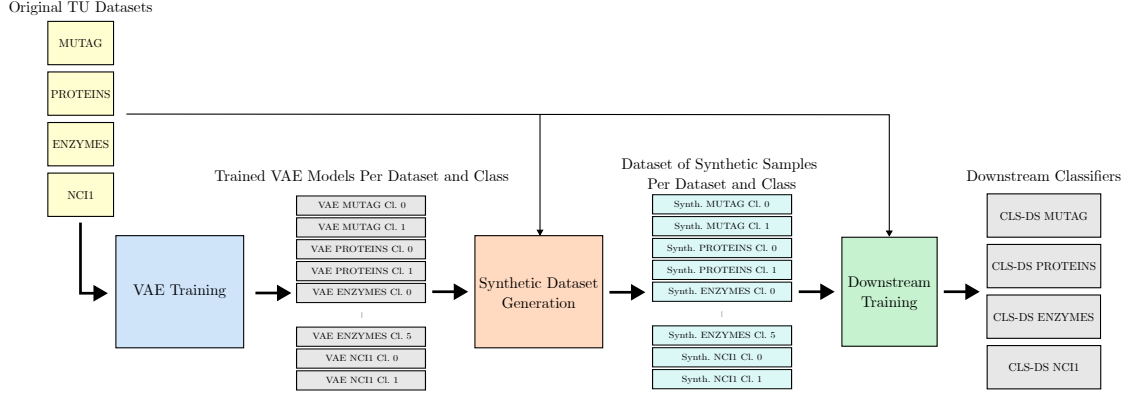 Original TU Datasets
MUTAG
PROTEINS
ENZYMES
NCI1
VAE Training
Trained VAE Models Per Dataset and Class
VAE MUTAG Cl. 0
VAE MUTAG Cl. 1
VAE PROTEINS Cl. 0
VAE PROTEINS Cl. 1
VAE ENZYMES Cl. 0
VAE ENZYMES Cl. 5
VAE NCI1 Cl. 0
VAE NCI1 Cl. 1
Synthetic Dataset
Generation
Dataset of Synthetic Samples
Per Dataset and Class
Synth. MUTAG Cl. 0
Synth. MUTAG Cl. 1
Synth. PROTEINS Cl. 0
Synth. PROTEINS Cl. 1
Synth. ENZYMES Cl. 0
Synth. ENZYMES Cl. 5
Synth. NCI1 Cl. 0
Synth. NCI1 Cl. 1
Downstream
Training
Downstream Classifiers
CLS-DS MUTAG
CLS-DS PROTEINS
CLS-DS ENZYMES
CLS-DS NCI1